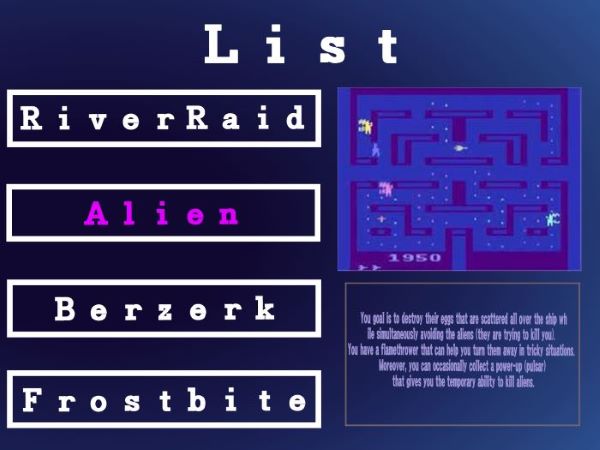 List
RiverRaid
Alien
Berzerk
Frostbite
1950
You goal is to destroy their eggs that are scattered all over the ship wh
ile simultaneously avoiding the aliens (they are trying to kill you).
You have a flamethrower that can help you turn them away in tricky situations.
Moreover, you can occasionally collect a power-up (pulsar)
that gives you the temporary ability to kill aliens.